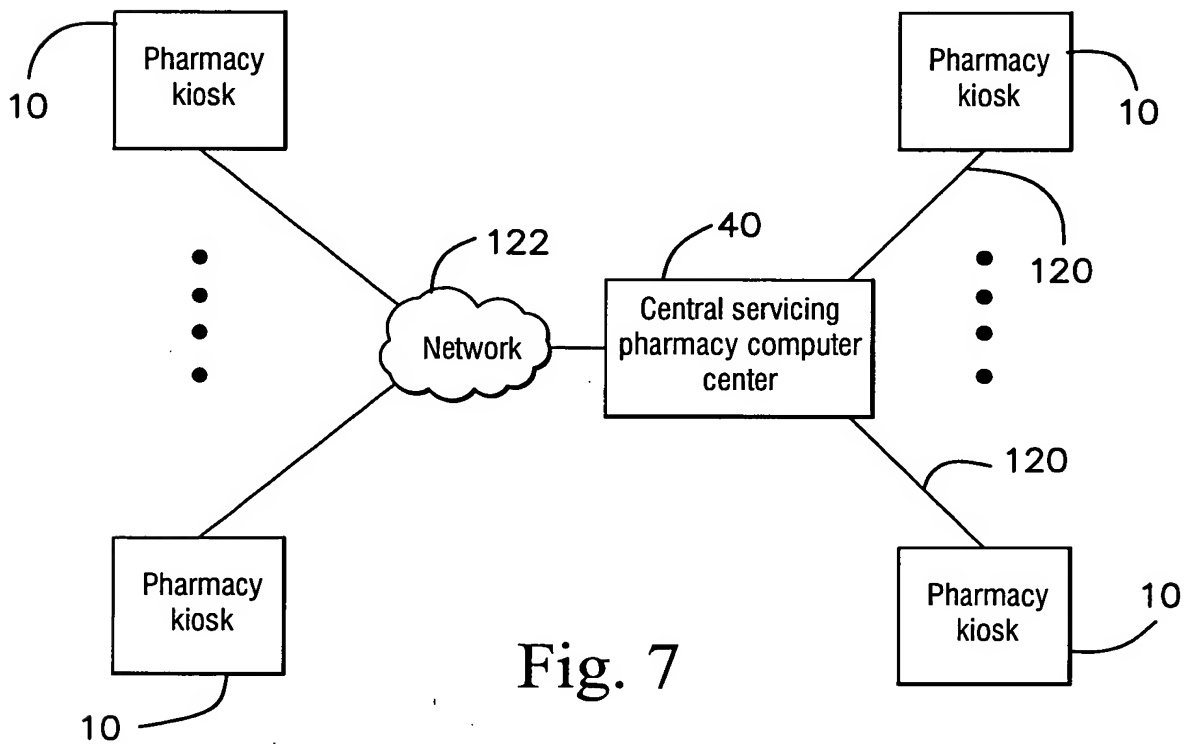 Pharmacy
kiosk
10
Pharmacy
kiosk
10
122
Network
40
Central servicing
pharmacy computer
center
120
120
Pharmacy
kiosk
10
Pharmacy
kiosk
10
Fig. 7